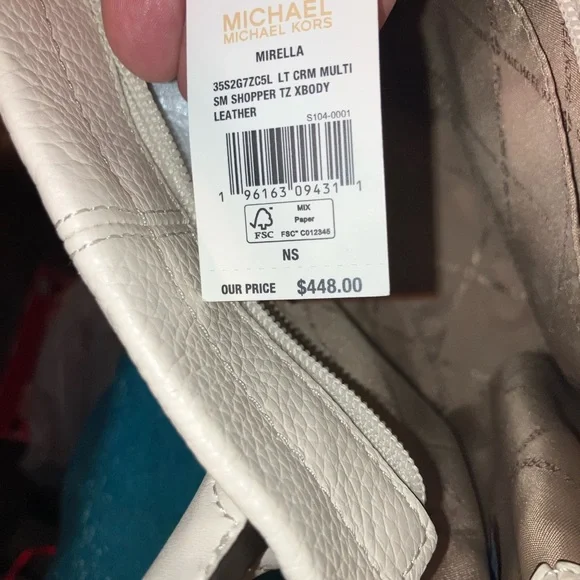 MICHAEL
MICHAEL KORS
MIRELLA
35S2G7ZC5L LT CRM MULTI
SM SHOPPER TZ XBODY
LEATHER
S104-0001
1 96163 09431 1
FSC
MIX
Paper
FSC® C012345
NS
OUR PRICE $448.00